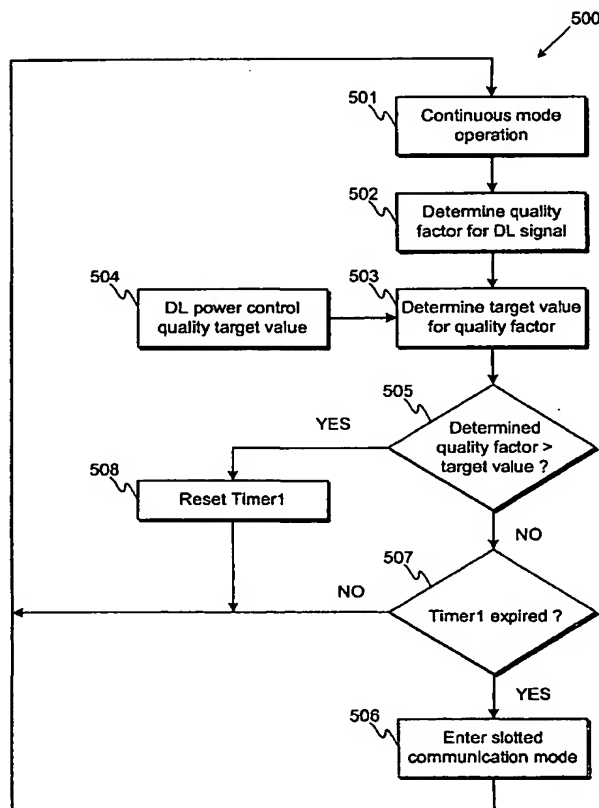 500
501
Continuous mode
operation
502
Determine quality
factor for DL signal
504
DL power control
quality target value
503
Determine target value
for quality factor
505
YES
Determined
quality factor >
target value ?
508
Reset Timer1
NO
507
NO
Timer1 expired ?
YES
506
Enter slotted
communication mode